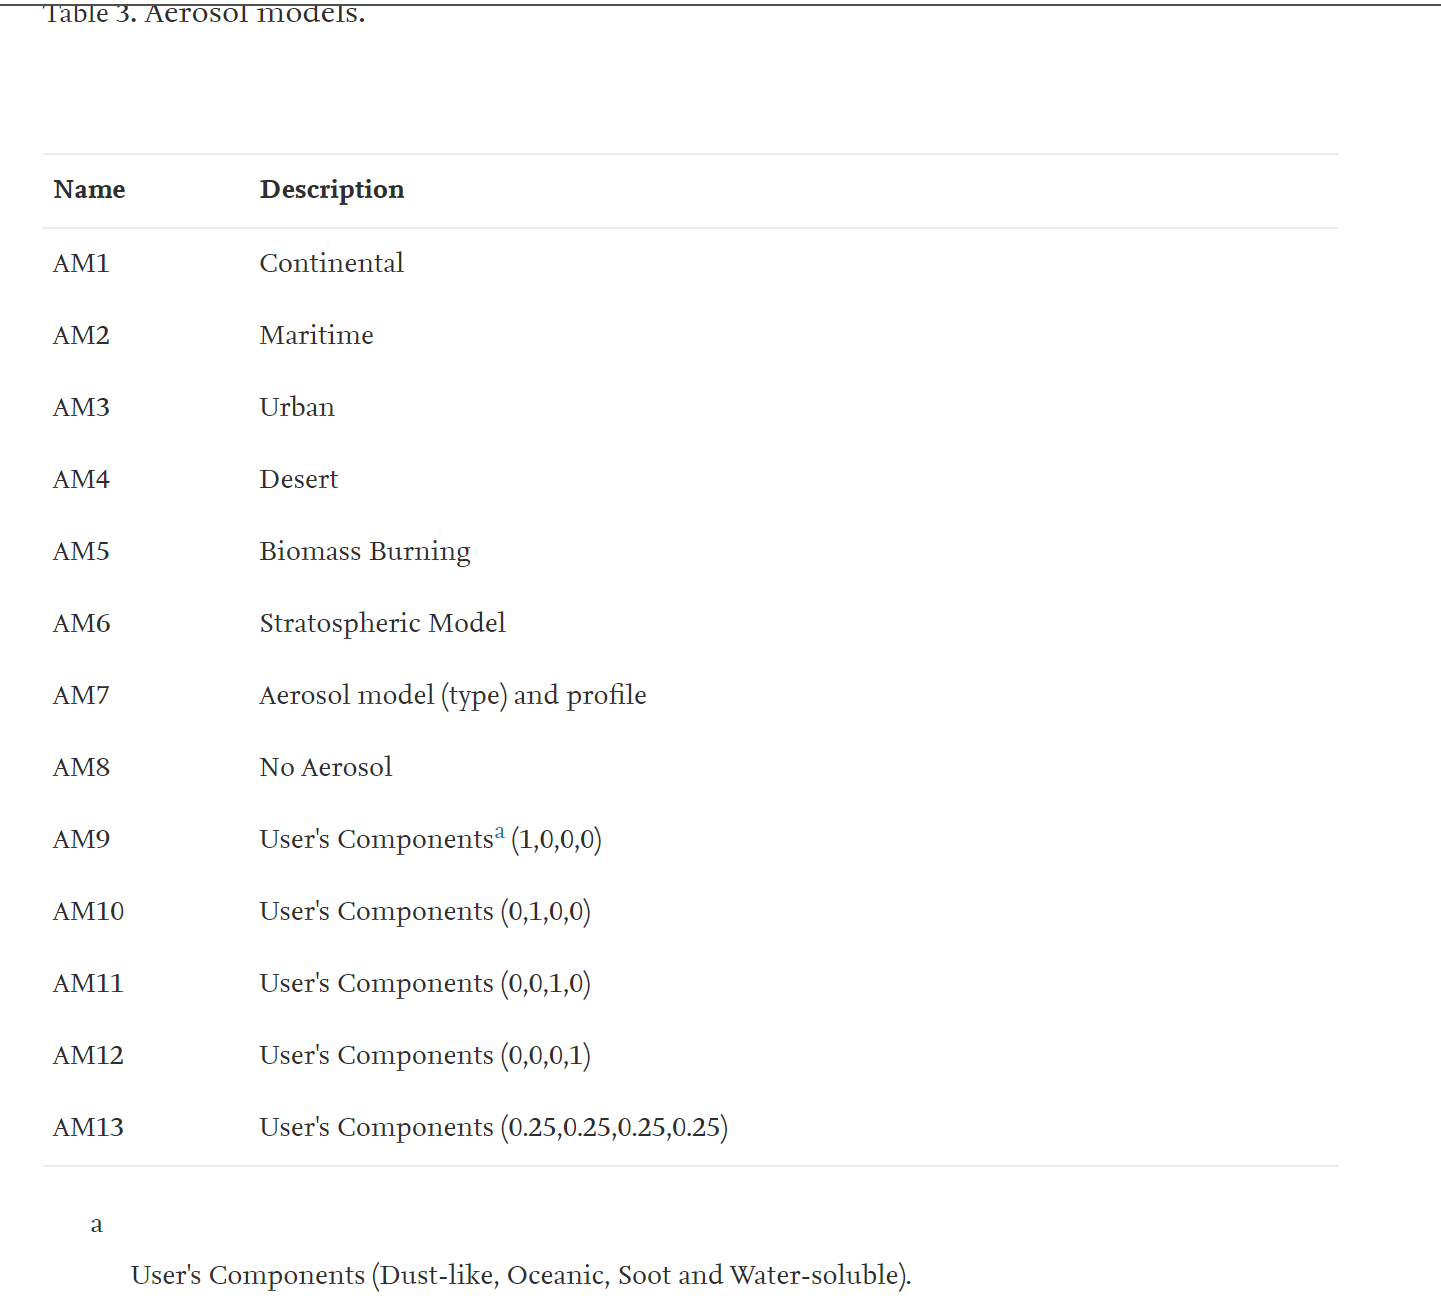 Table 3. Aerosol models.
Name Description
AM1 Continental
AM2 Maritime
AM3 Urban
AM4 Desert
AM5 Biomass Burning
AM6 Stratospheric Model
AM7 Aerosol model (type) and profile
AM8 No Aerosol
AM9 User's Componentsa (1,0,0,0)
AM10 User's Components (0,1,0,0)
AM11 User's Components (0,0,1,0)
AM12 User's Components (0,0,0,1)
AM13 User's Components (0.25,0.25,0.25,0.25)
a
User's Components (Dust-like, Oceanic, Soot and Water-soluble).